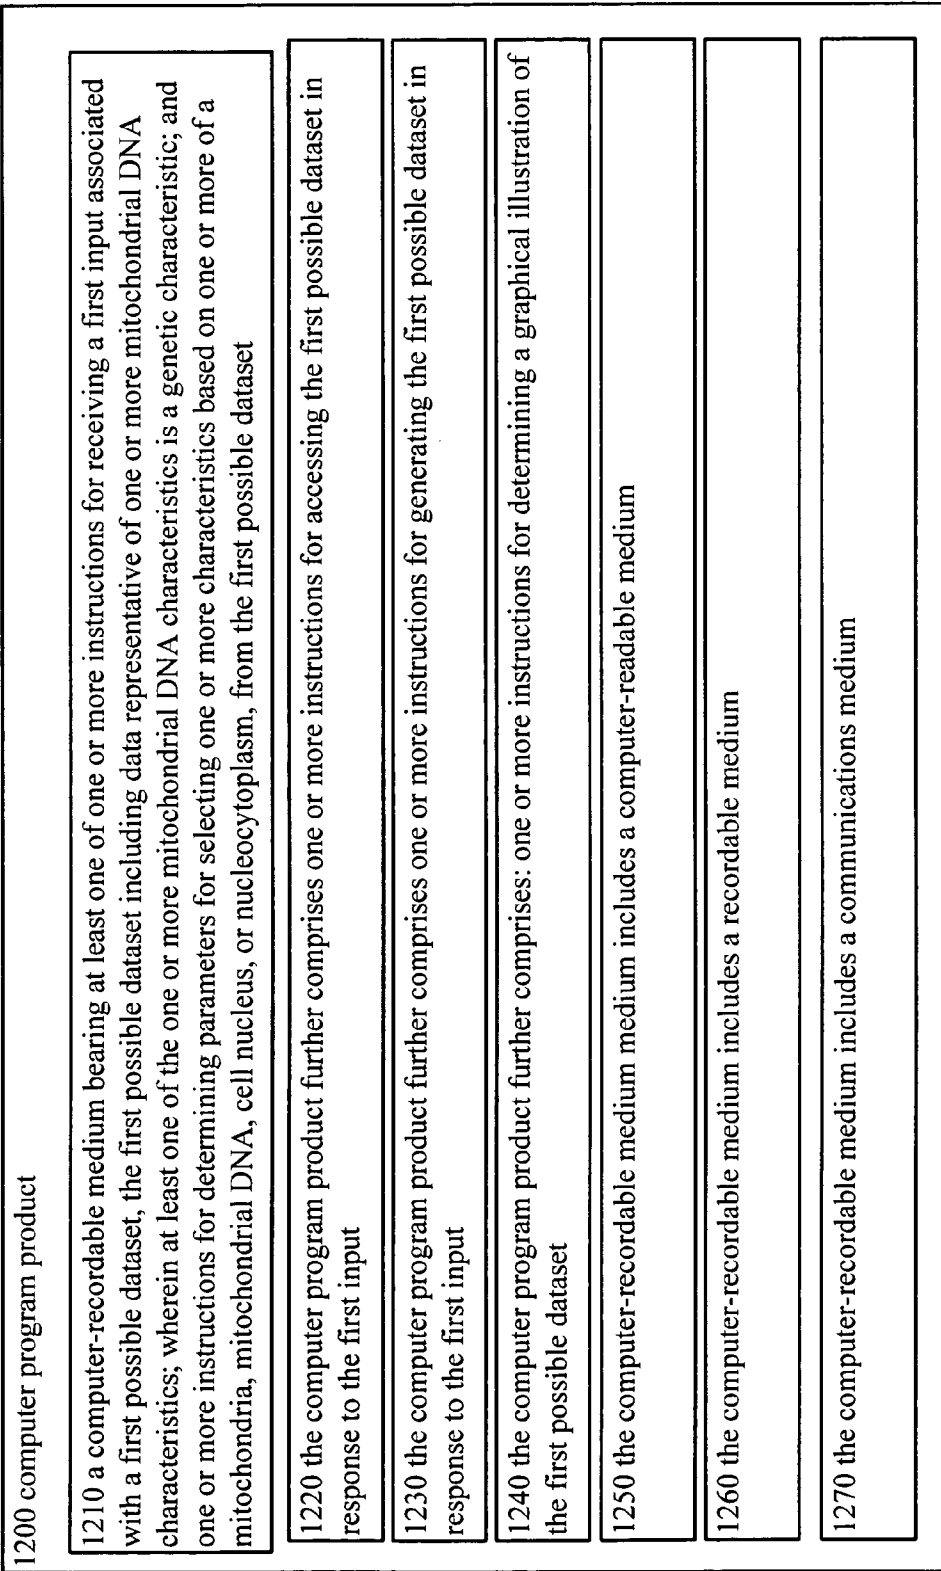 1200 computer program product
1210 a computer-recordable medium bearing at least one of one or more instructions for receiving a first input associated
with a first possible dataset, the first possible dataset including data representative of one or more mitochondrial DNA
characteristics; wherein at least one of the one or more mitochondrial DNA characteristics is a genetic characteristic; and
one or more instructions for determining parameters for selecting one or more characteristics based on one or more of a
mitochondria, mitochondrial DNA, cell nucleus, or nucleocytoplasm, from the first possible dataset
1220 the computer program product further comprises one or more instructions for accessing the first possible dataset in
response to the first input
1230 the computer program product further comprises one or more instructions for generating the first possible dataset in
response to the first input
1240 the computer program product further comprises: one or more instructions for determining a graphical illustration of
the first possible dataset
1250 the computer-recordable medium medium includes a computer-readable medium
1260 the computer-recordable medium includes a recordable medium
1270 the computer-recordable medium includes a communications medium